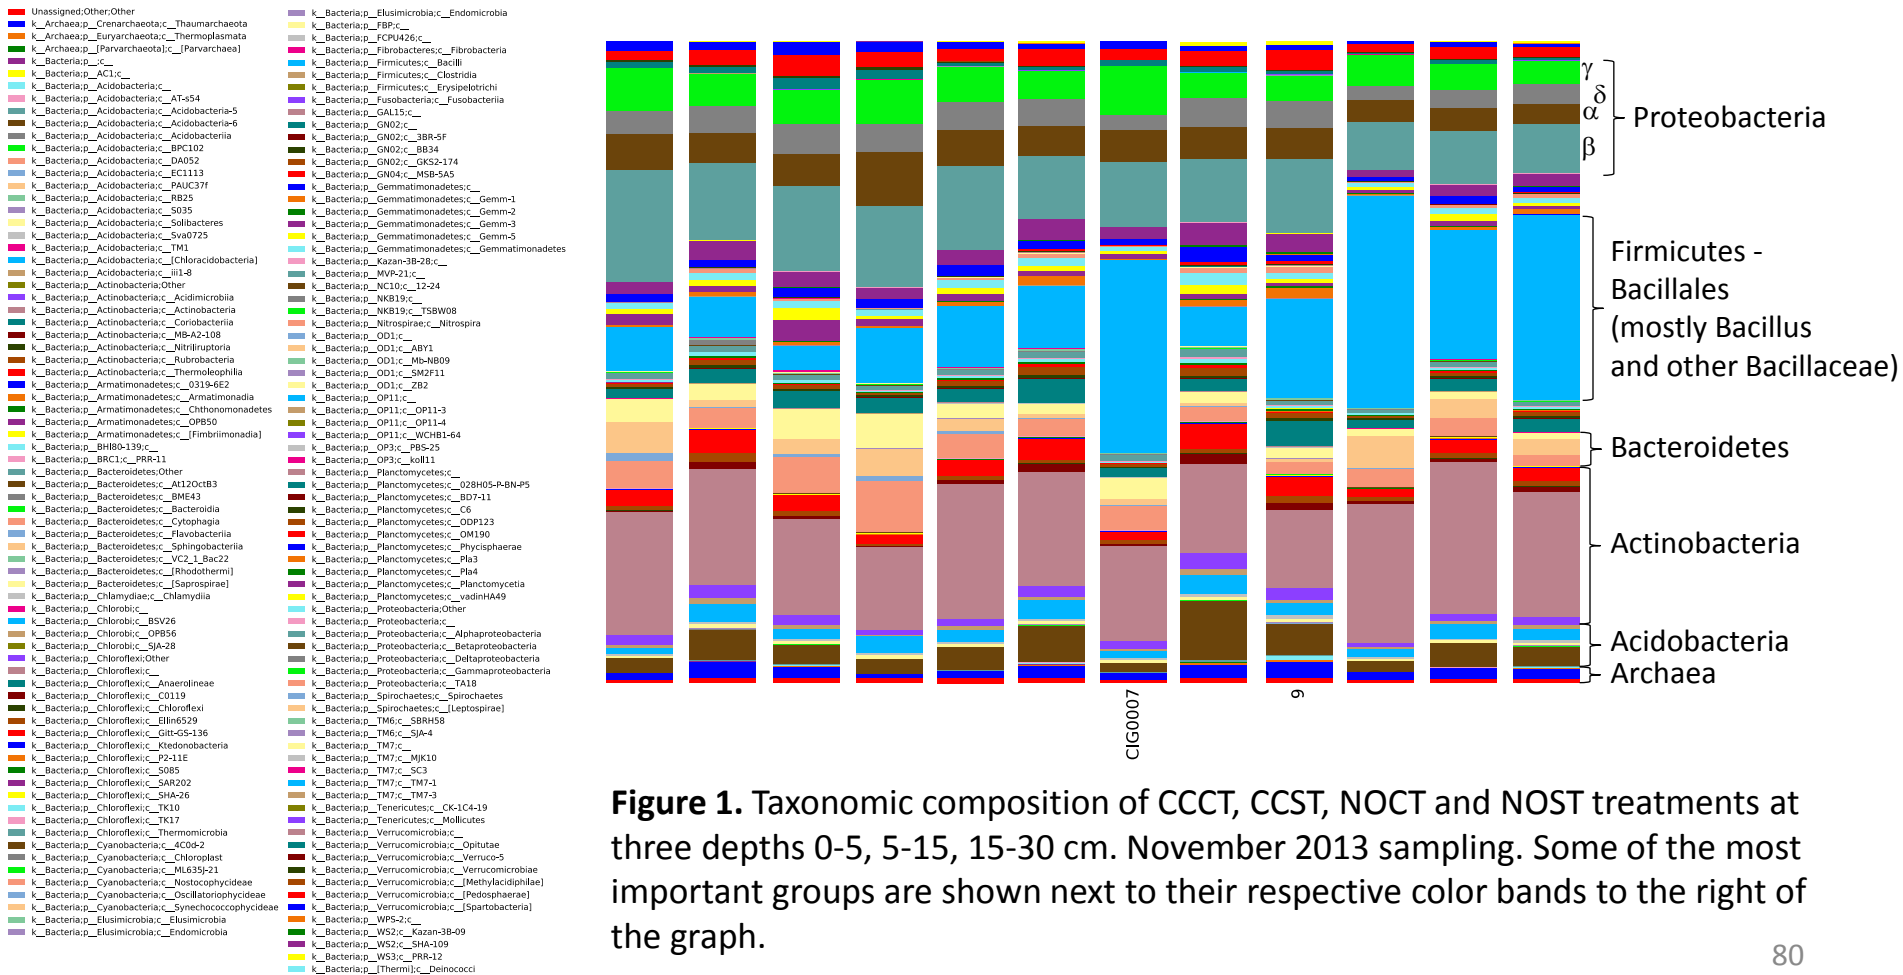 Unassigned;Other;Other
k__Archaea;p__Crenarchaeota;c__Thaumarchaeota
k__Archaea;p__Euryarchaeota;c__Thermoplasmata
k__Archaea;p__[Parvarchaeota];c__[Parvarchaea]
k__Bacteria;p__;c__
k__Bacteria;p__AC1;c__
k__Bacteria;p__Acidobacteria;c__
k__Bacteria;p__Acidobacteria;c__AT-s54
k__Bacteria;p__Acidobacteria;c__Acidobacteria-5
k__Bacteria;p__Acidobacteria;c__Acidobacteria-6
k__Bacteria;p__Acidobacteria;c__Acidobacteriia
k__Bacteria;p__Acidobacteria;c__BPC102
k__Bacteria;p__Acidobacteria;c__DA052
k__Bacteria;p__Acidobacteria;c__EC1113
k__Bacteria;p__Acidobacteria;c__PAUC37f
k__Bacteria;p__Acidobacteria;c__RB25
k__Bacteria;p__Acidobacteria;c__S035
k__Bacteria;p__Acidobacteria;c__Solibacteres
k__Bacteria;p__Acidobacteria;c__Sva0725
k__Bacteria;p__Acidobacteria;c__TM1
k__Bacteria;p__Acidobacteria;c__[Chloracidobacteria]
k__Bacteria;p__Acidobacteria;c__iii1-8
k__Bacteria;p__Actinobacteria;Other
k__Bacteria;p__Actinobacteria;c__Acidimicrobiia
k__Bacteria;p__Actinobacteria;c__Actinobacteria
k__Bacteria;p__Actinobacteria;c__Coriobacteriia
k__Bacteria;p__Actinobacteria;c__MB-A2-108
k__Bacteria;p__Actinobacteria;c__Nitriliruptoria
k__Bacteria;p__Actinobacteria;c__Rubrobacteria
k__Bacteria;p__Actinobacteria;c__Thermoleophilia
k__Bacteria;p__Armatimonadetes;c__0319-6E2
k__Bacteria;p__Armatimonadetes;c__Armatimonadia
k__Bacteria;p__Armatimonadetes;c__Chthonomonadetes
k__Bacteria;p__Armatimonadetes;c__OPB50
k__Bacteria;p__Armatimonadetes;c__[Fimbriimonadia]
k__Bacteria;p__BHI80-139;c__
k__Bacteria;p__BRC1;c__PRR-11
k__Bacteria;p__Bacteroidetes;Other
k__Bacteria;p__Bacteroidetes;c__At12OctB3
k__Bacteria;p__Bacteroidetes;c__BME43
k__Bacteria;p__Bacteroidetes;c__Bacteroidia
k__Bacteria;p__Bacteroidetes;c__Cytophagia
k__Bacteria;p__Bacteroidetes;c__Flavobacteriia
k__Bacteria;p__Bacteroidetes;c__Sphingobacteriia
k__Bacteria;p__Bacteroidetes;c__VC2_1_Bac22
k__Bacteria;p__Bacteroidetes;c__[Rhodothermi]
k__Bacteria;p__Bacteroidetes;c__[Saprospirae]
k__Bacteria;p__Chlamydiae;c__Chlamydiia
k__Bacteria;p__Chlorobi;c__
k__Bacteria;p__Chlorobi;c__BSV26
k__Bacteria;p__Chlorobi;c__OPB56
k__Bacteria;p__Chlorobi;c__SJA-28
k__Bacteria;p__Chloroflexi;Other
k__Bacteria;p__Chloroflexi;c__
k__Bacteria;p__Chloroflexi;c__Anaerolineae
k__Bacteria;p__Chloroflexi;c__C0119
k__Bacteria;p__Chloroflexi;c__Chloroflexi
k__Bacteria;p__Chloroflexi;c__Ellin6529
k__Bacteria;p__Chloroflexi;c__Gitt-GS-136
k__Bacteria;p__Chloroflexi;c__Ktedonobacteria
k__Bacteria;p__Chloroflexi;c__P2-11E
k__Bacteria;p__Chloroflexi;c__S085
k__Bacteria;p__Chloroflexi;c__SAR202
k__Bacteria;p__Chloroflexi;c__SHA-26
k__Bacteria;p__Chloroflexi;c__TK10
k__Bacteria;p__Chloroflexi;c__TK17
k__Bacteria;p__Chloroflexi;c__Thermomicrobia
k__Bacteria;p__Cyanobacteria;c__4C0d-2
k__Bacteria;p__Cyanobacteria;c__Chloroplast
k__Bacteria;p__Cyanobacteria;c__ML635J-21
k__Bacteria;p__Cyanobacteria;c__Nostocophycideae
k__Bacteria;p__Cyanobacteria;c__Oscillatoriophycideae
k__Bacteria;p__Cyanobacteria;c__Synechococcophycideae
k__Bacteria;p__Elusimicrobia;c__Elusimicrobia
k__Bacteria;p__Elusimicrobia;c__Endomicrobia
k__Bacteria;p__Elusimicrobia;c__Endomicrobia
k__Bacteria;p__FBP;c__
k__Bacteria;p__FCPU426;c__
k__Bacteria;p__Fibrobacteres;c__Fibrobacteria
k__Bacteria;p__Firmicutes;c__Bacilli
k__Bacteria;p__Firmicutes;c__Clostridia
k__Bacteria;p__Firmicutes;c__Erysipelotrichi
k__Bacteria;p__Fusobacteria;c__Fusobacteriia
k__Bacteria;p__GAL15;c__
k__Bacteria;p__GN02;c__
k__Bacteria;p__GN02;c__3BR-5F
k__Bacteria;p__GN02;c__BB34
k__Bacteria;p__GN02;c__GKS2-174
k__Bacteria;p__GN04;c__MSB-5A5
k__Bacteria;p__Gemmatimonadetes;c__
k__Bacteria;p__Gemmatimonadetes;c__Gemm-1
k__Bacteria;p__Gemmatimonadetes;c__Gemm-2
k__Bacteria;p__Gemmatimonadetes;c__Gemm-3
k__Bacteria;p__Gemmatimonadetes;c__Gemm-5
k__Bacteria;p__Gemmatimonadetes;c__Gemmatimonadetes
k__Bacteria;p__Kazan-3B-28;c__
k__Bacteria;p__MVP-21;c__
k__Bacteria;p__NC10;c__12-24
k__Bacteria;p__NKB19;c__
k__Bacteria;p__NKB19;c__TSBW08
k__Bacteria;p__Nitrospirae;c__Nitrospira
k__Bacteria;p__OD1;c__
k__Bacteria;p__OD1;c__ABY1
k__Bacteria;p__OD1;c__Mb-NB09
k__Bacteria;p__OD1;c__SM2F11
k__Bacteria;p__OD1;c__ZB2
k__Bacteria;p__OP11;c__
k__Bacteria;p__OP11;c__OP11-3
k__Bacteria;p__OP11;c__OP11-4
k__Bacteria;p__OP11;c__WCHB1-64
k__Bacteria;p__OP3;c__PBS-25
k__Bacteria;p__OP3;c__koll11
k__Bacteria;p__Planctomycetes;c__
k__Bacteria;p__Planctomycetes;c__028H05-P-BN-P5
k__Bacteria;p__Planctomycetes;c__BD7-11
k__Bacteria;p__Planctomycetes;c__C6
k__Bacteria;p__Planctomycetes;c__ODP123
k__Bacteria;p__Planctomycetes;c__OM190
k__Bacteria;p__Planctomycetes;c__Phycisphaerae
k__Bacteria;p__Planctomycetes;c__Pla3
k__Bacteria;p__Planctomycetes;c__Pla4
k__Bacteria;p__Planctomycetes;c__Planctomycetia
k__Bacteria;p__Planctomycetes;c__vadinHA49
k__Bacteria;p__Proteobacteria;Other
k__Bacteria;p__Proteobacteria;c__
k__Bacteria;p__Proteobacteria;c__Alphaproteobacteria
k__Bacteria;p__Proteobacteria;c__Betaproteobacteria
k__Bacteria;p__Proteobacteria;c__Deltaproteobacteria
k__Bacteria;p__Proteobacteria;c__Gammaproteobacteria
k__Bacteria;p__Proteobacteria;c__TA18
k__Bacteria;p__Spirochaetes;c__Spirochaetes
k__Bacteria;p__Spirochaetes;c__[Leptospirae]
k__Bacteria;p__TM6;c__SBRH58
k__Bacteria;p__TM6;c__SJA-4
k__Bacteria;p__TM7;c__
k__Bacteria;p__TM7;c__MJK10
k__Bacteria;p__TM7;c__SC3
k__Bacteria;p__TM7;c__TM7-1
k__Bacteria;p__TM7;c__TM7-3
k__Bacteria;p__Tenericutes;c__CK-1C4-19
k__Bacteria;p__Tenericutes;c__Mollicutes
k__Bacteria;p__Verrucomicrobia;c__
k__Bacteria;p__Verrucomicrobia;c__Opitutae
k__Bacteria;p__Verrucomicrobia;c__Verruco-5
k__Bacteria;p__Verrucomicrobia;c__Verrucomicrobiae
k__Bacteria;p__Verrucomicrobia;c__[Methylacidiphilae]
k__Bacteria;p__Verrucomicrobia;c__[Pedosphaerae]
k__Bacteria;p__Verrucomicrobia;c__[Spartobacteria]
k__Bacteria;p__WPS-2;c__
k__Bacteria;p__WS2;c__Kazan-3B-09
k__Bacteria;p__WS2;c__SHA-109
k__Bacteria;p__WS3;c__PRR-12
k__Bacteria;p__[Thermi];c__Deinococci
γ
δ
α
β
Proteobacteria
Firmicutes -
Bacillales
(mostly Bacillus
and other Bacillaceae)
Bacteroidetes
Actinobacteria
Acidobacteria
Archaea
CIG0007
9
Figure 1. Taxonomic composition of CCCT, CCST, NOCT and NOST treatments at
three depths 0-5, 5-15, 15-30 cm. November 2013 sampling. Some of the most
important groups are shown next to their respective color bands to the right of
the graph.
80